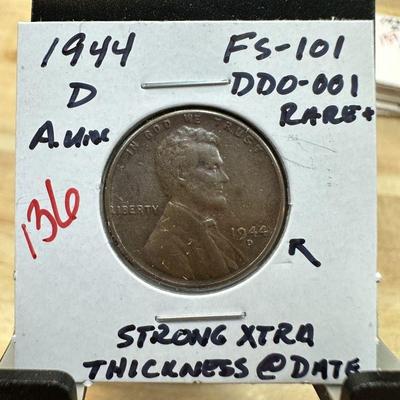 1944 FS-101
D DDO-001
A.Unc RARE+
136
IN GOD WE TRUST
LIBERTY
1944
D
STRONG XTRA
THICKNESS @ DATE